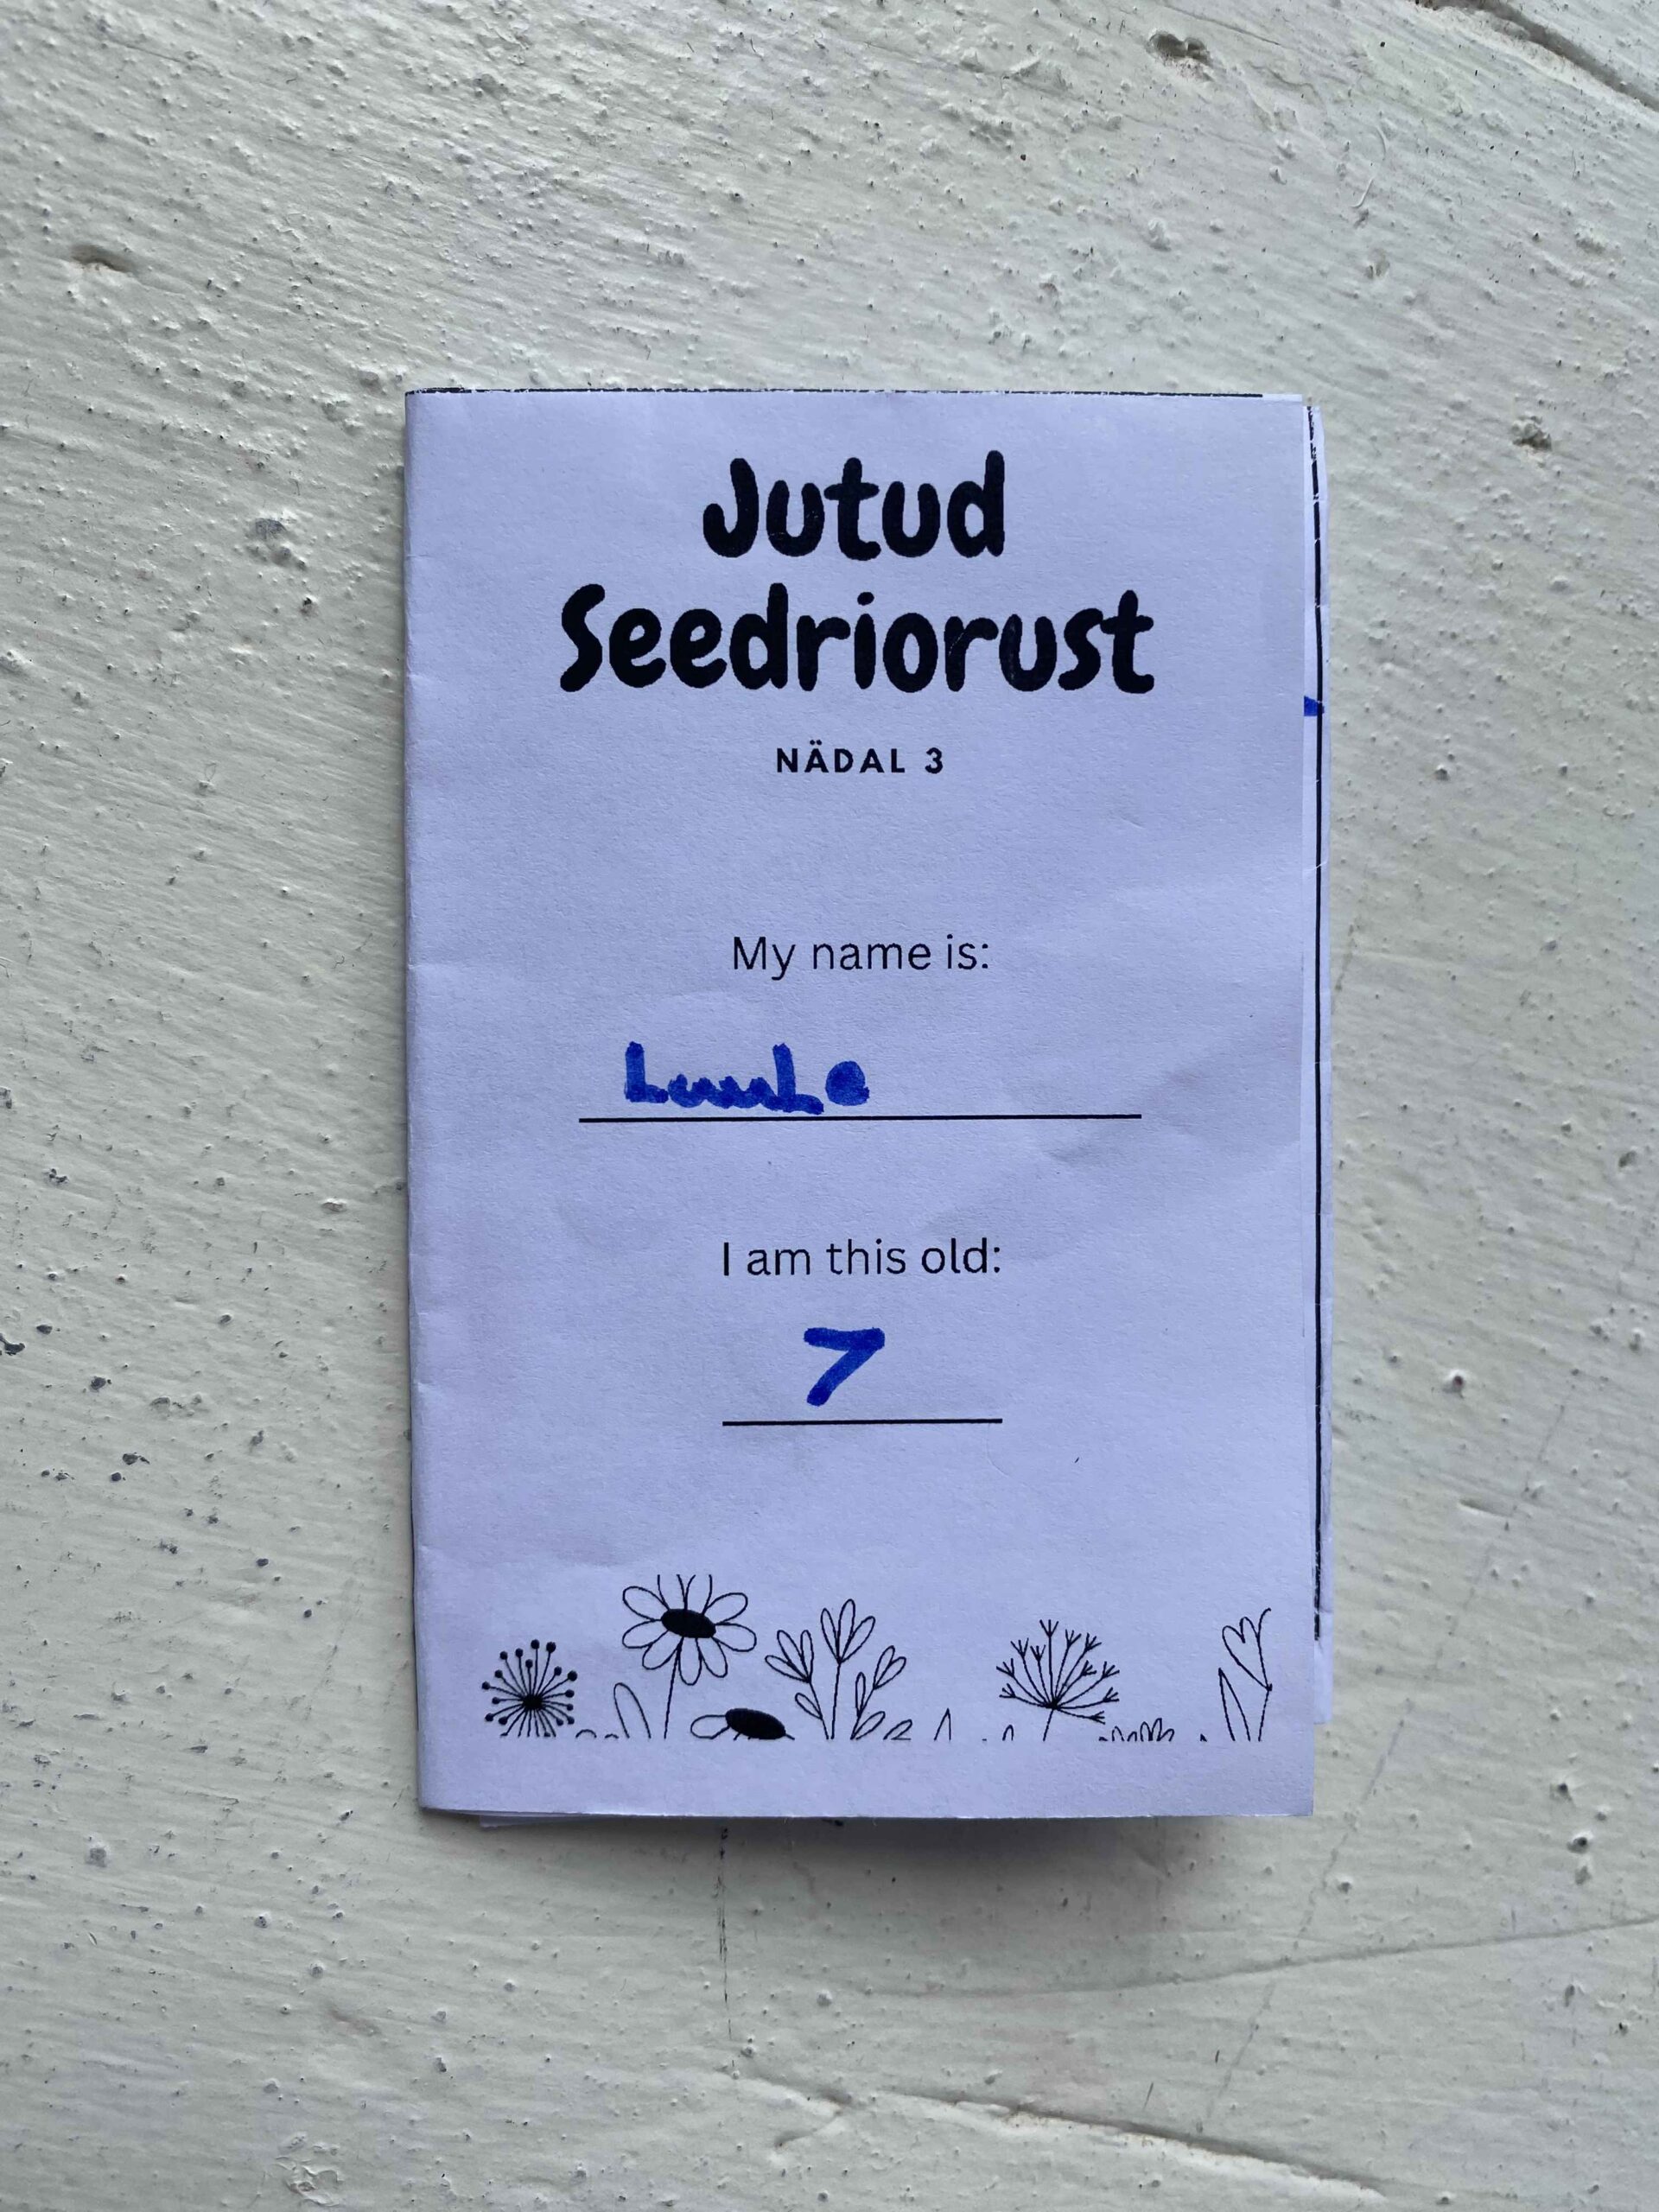 Jutud
Seedriorust
NÄDAL 3
My name is:
Luule
I am this old:
7